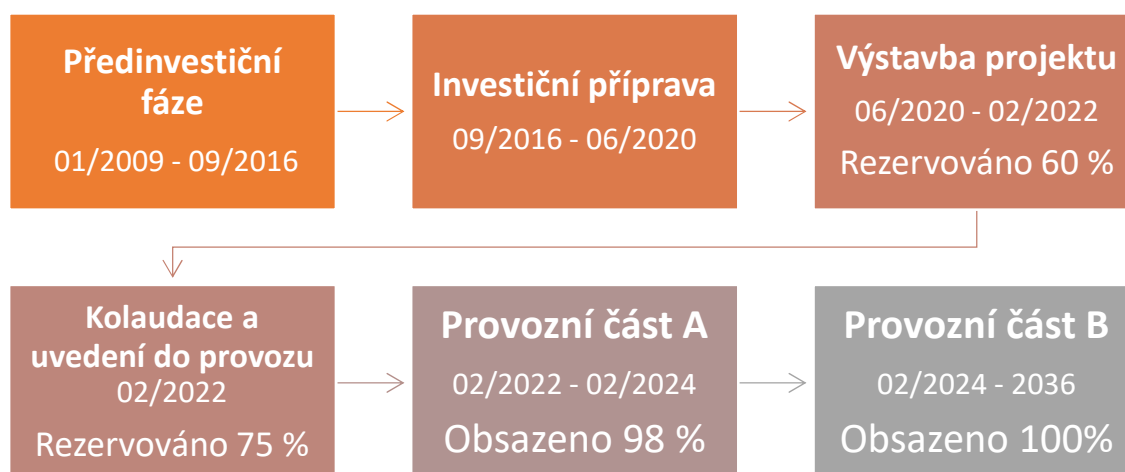 Předinvestiční
fáze
01/2009 - 09/2016
Investiční příprava
09/2016 - 06/2020
Výstavba projektu
06/2020 - 02/2022
Rezervováno 60 %
Kolaudace a
uvedení do provozu
02/2022
Rezervováno 75 %
Provozní část A
02/2022 - 02/2024
Obsazeno 98 %
Provozní část B
02/2024 - 2036
Obsazeno 100%